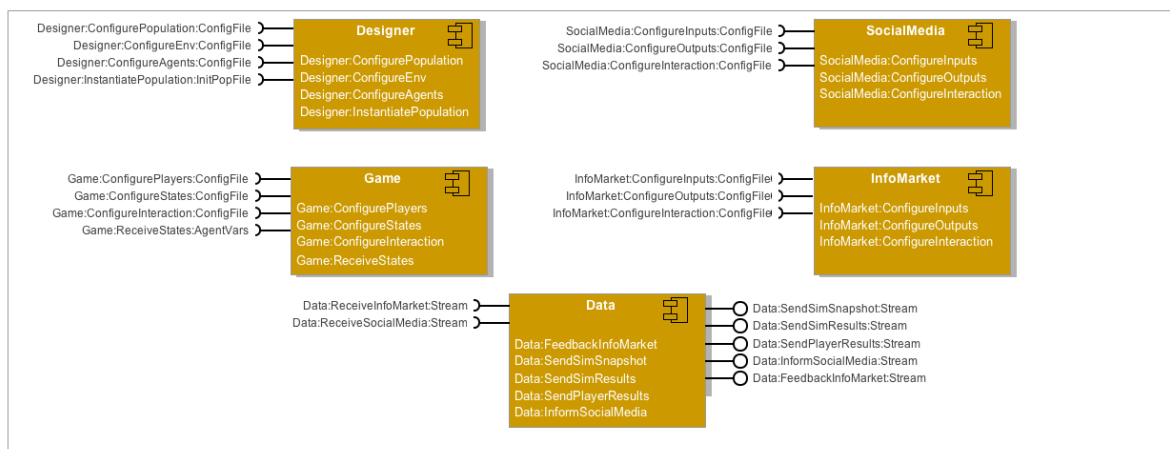 Designer:ConfigurePopulation:ConfigFile
Designer:ConfigureEnv:ConfigFile
Designer:ConfigureAgents:ConfigFile
Designer:InstantiatePopulation:InitPopFile
Designer
Designer:ConfigurePopulation
Designer:ConfigureEnv
Designer:ConfigureAgents
Designer:InstantiatePopulation
SocialMedia:ConfigureInputs:ConfigFile
SocialMedia:ConfigureOutputs:ConfigFile
SocialMedia:ConfigureInteraction:ConfigFile
SocialMedia
SocialMedia:ConfigureInputs
SocialMedia:ConfigureOutputs
SocialMedia:ConfigureInteraction
Game:ConfigurePlayers:ConfigFile
Game:ConfigureStates:ConfigFile
Game:ConfigureInteraction:ConfigFile
Game:ReceiveStates:AgentVars
Game
Game:ConfigurePlayers
Game:ConfigureStates
Game:ConfigureInteraction
Game:ReceiveStates
InfoMarket:ConfigureInputs:ConfigFile
InfoMarket:ConfigureOutputs:ConfigFile
InfoMarket:ConfigureInteraction:ConfigFile
InfoMarket
InfoMarket:ConfigureInputs
InfoMarket:ConfigureOutputs
InfoMarket:ConfigureInteraction
Data:ReceiveInfoMarket:Stream
Data:ReceiveSocialMedia:Stream
Data
Data:FeedbackInfoMarket
Data:SendSimSnapshot
Data:SendSimResults
Data:SendPlayerResults
Data:InformSocialMedia
Data:SendSimSnapshot:Stream
Data:SendSimResults:Stream
Data:SendPlayerResults:Stream
Data:InformSocialMedia:Stream
Data:FeedbackInfoMarket:Stream